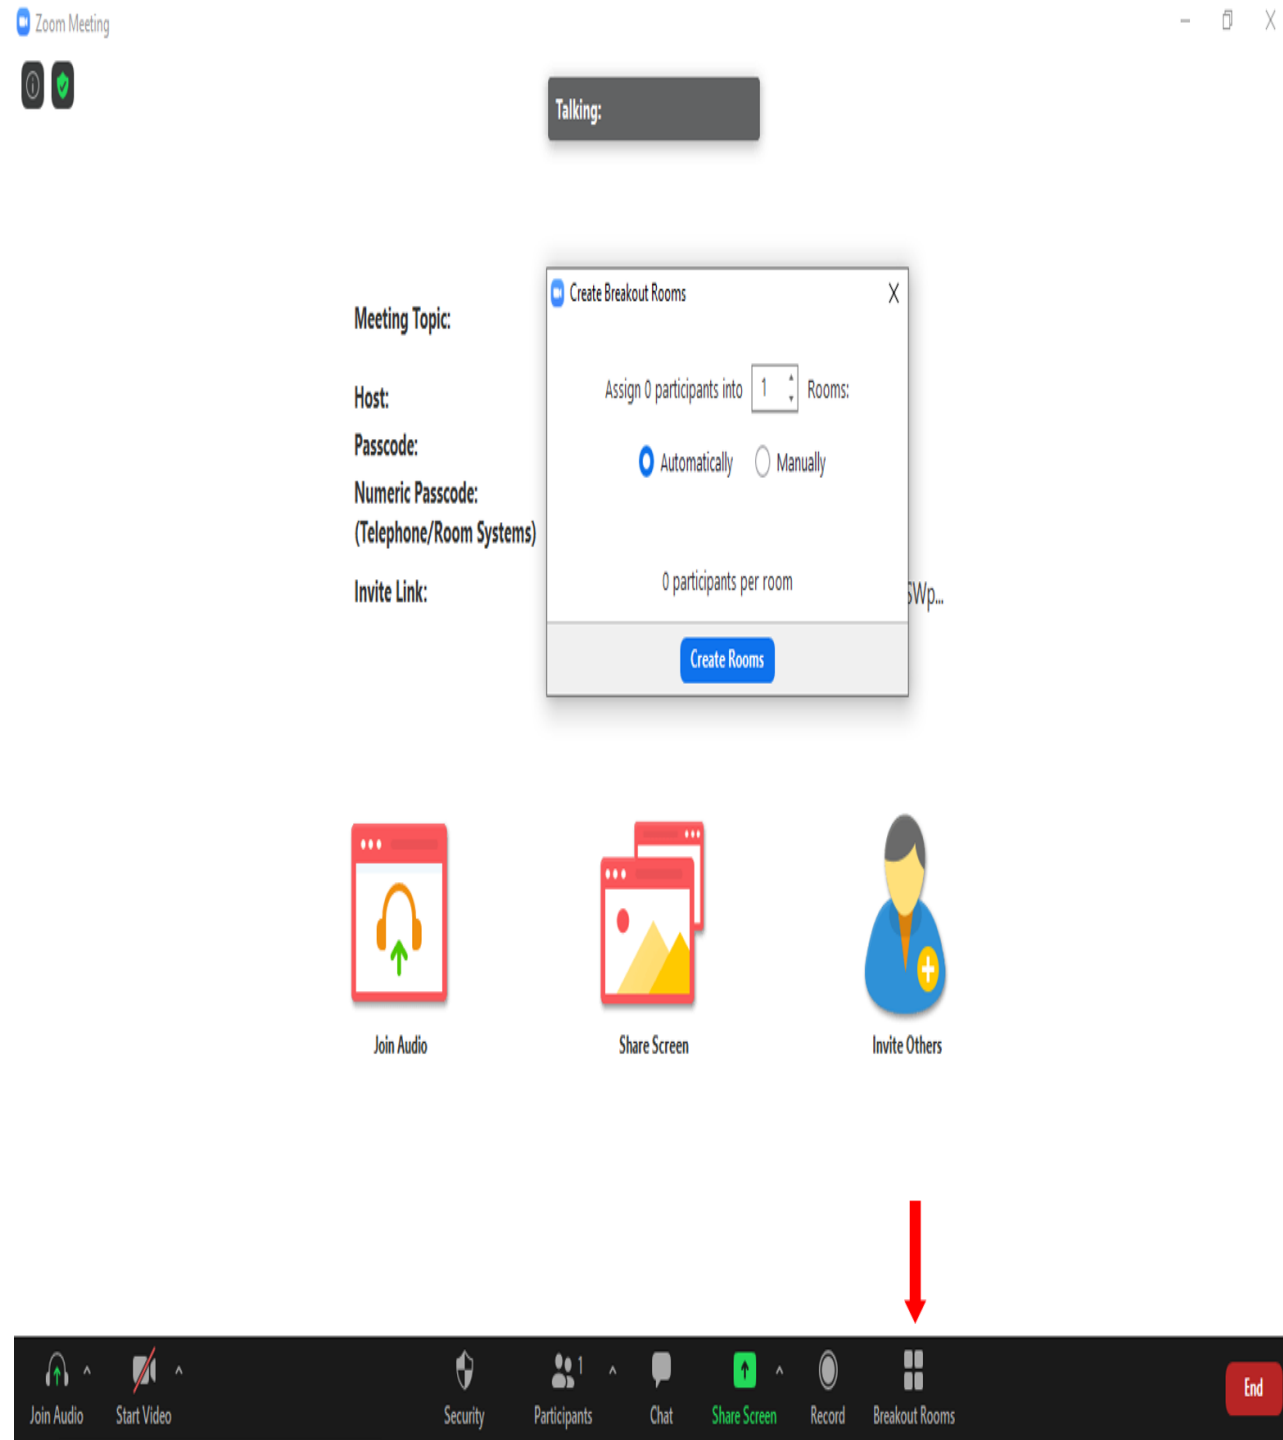 Zoom Meeting
Talking:
Create Breakout Rooms
Meeting Topic:
Assign 0 participants into 1 Rooms:
Host:
Passcode:
Automatically Manually
Numeric Passcode:
(Telephone/Room Systems)
0 participants per room
Invite Link:
SWp...
Create Rooms
Join Audio
Share Screen
Invite Others
1
Join Audio
Start Video
Security
Participants
Chat
Share Screen
Record
Breakout Rooms
End